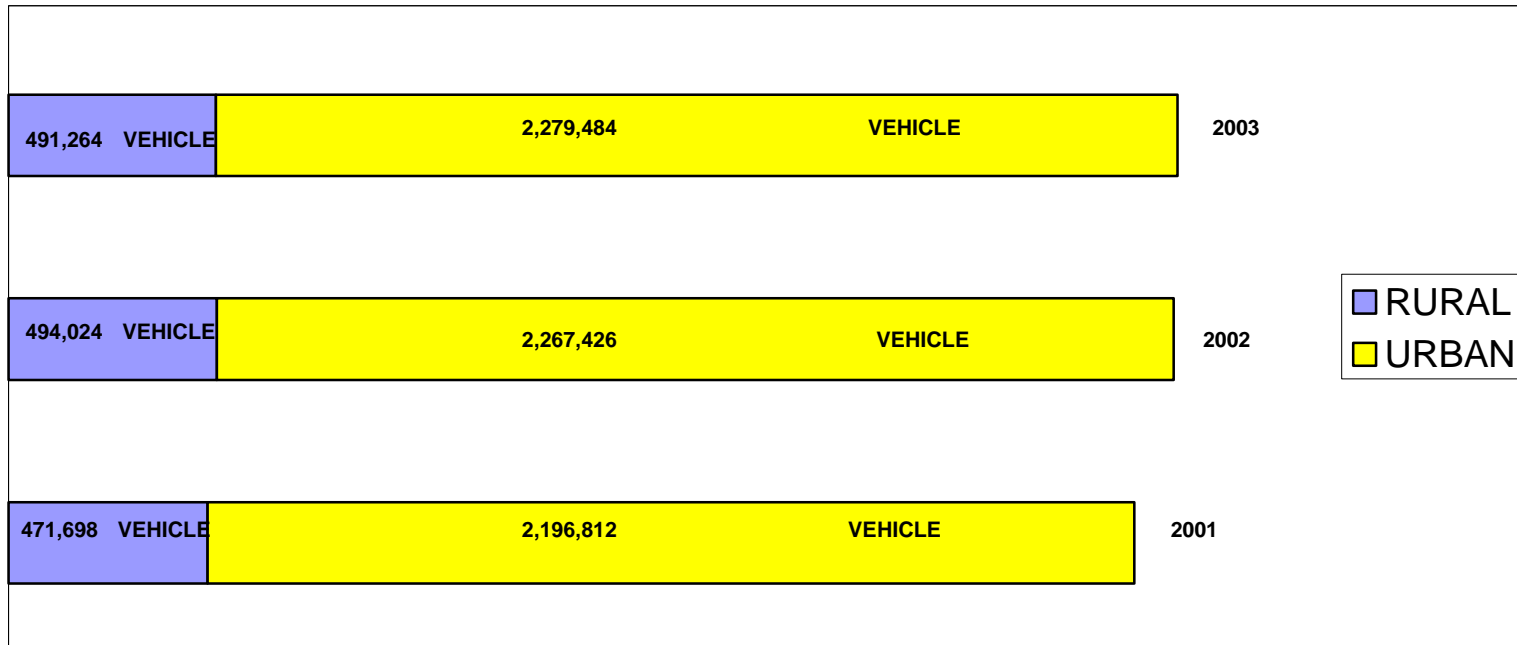 491,264 VEHICLE 2,279,484 VEHICLE 2003
494,024 VEHICLE 2,267,426 VEHICLE 2002
RURAL
URBAN
471,698 VEHICLE 2,196,812 VEHICLE 2001